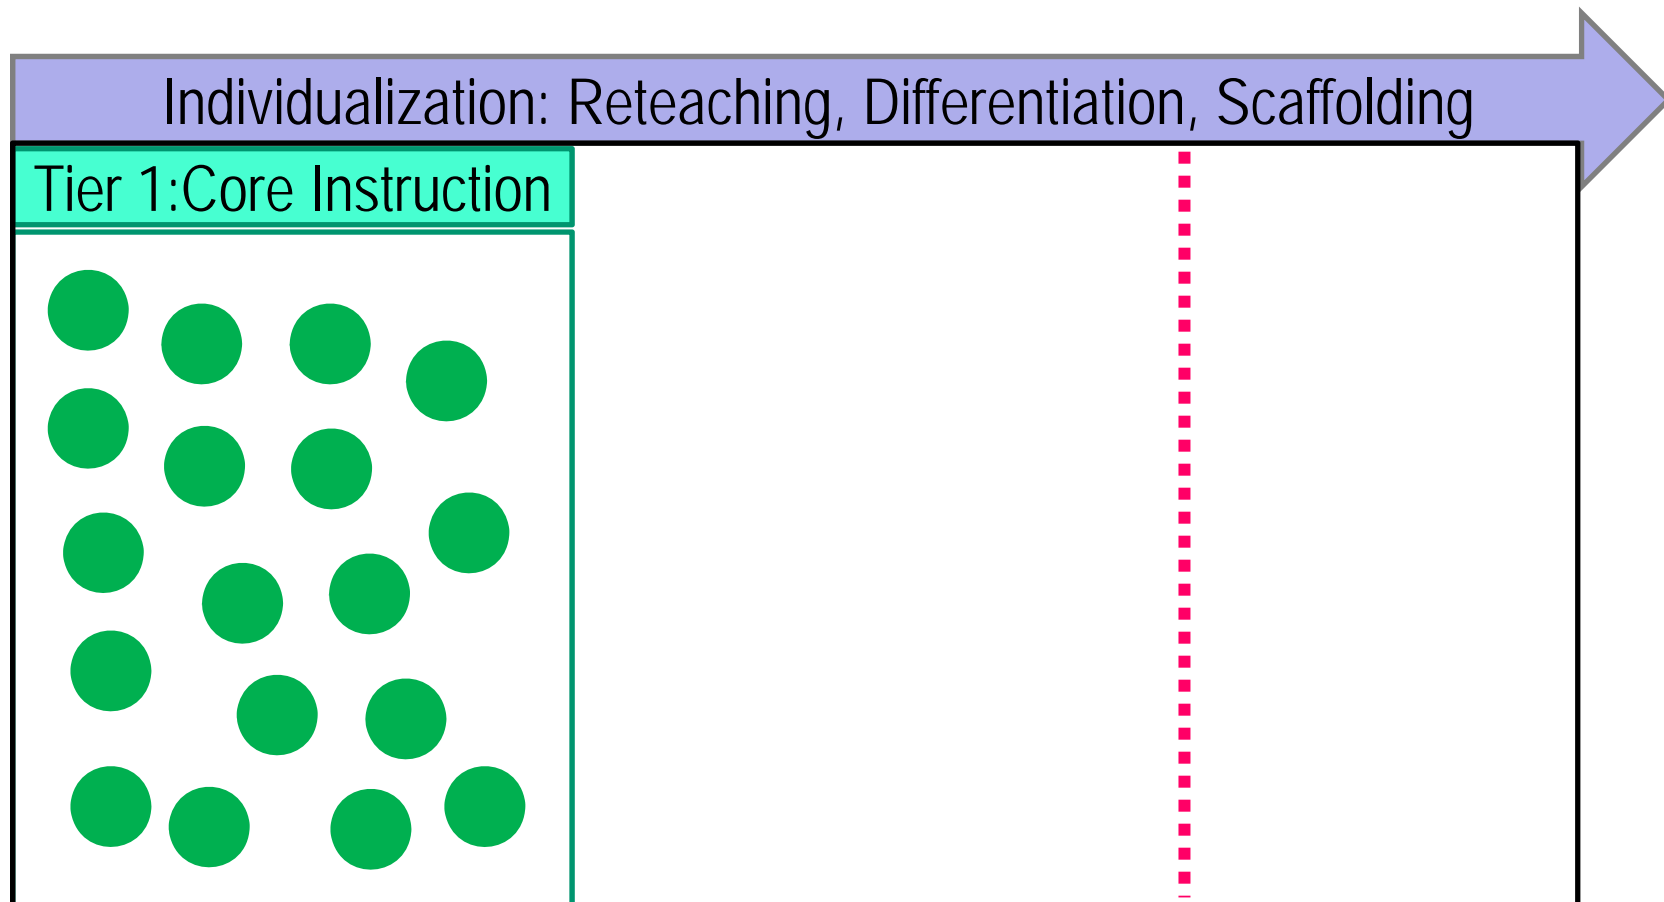 Individualization: Reteaching, Differentiation, Scaffolding
Tier 1:Core Instruction